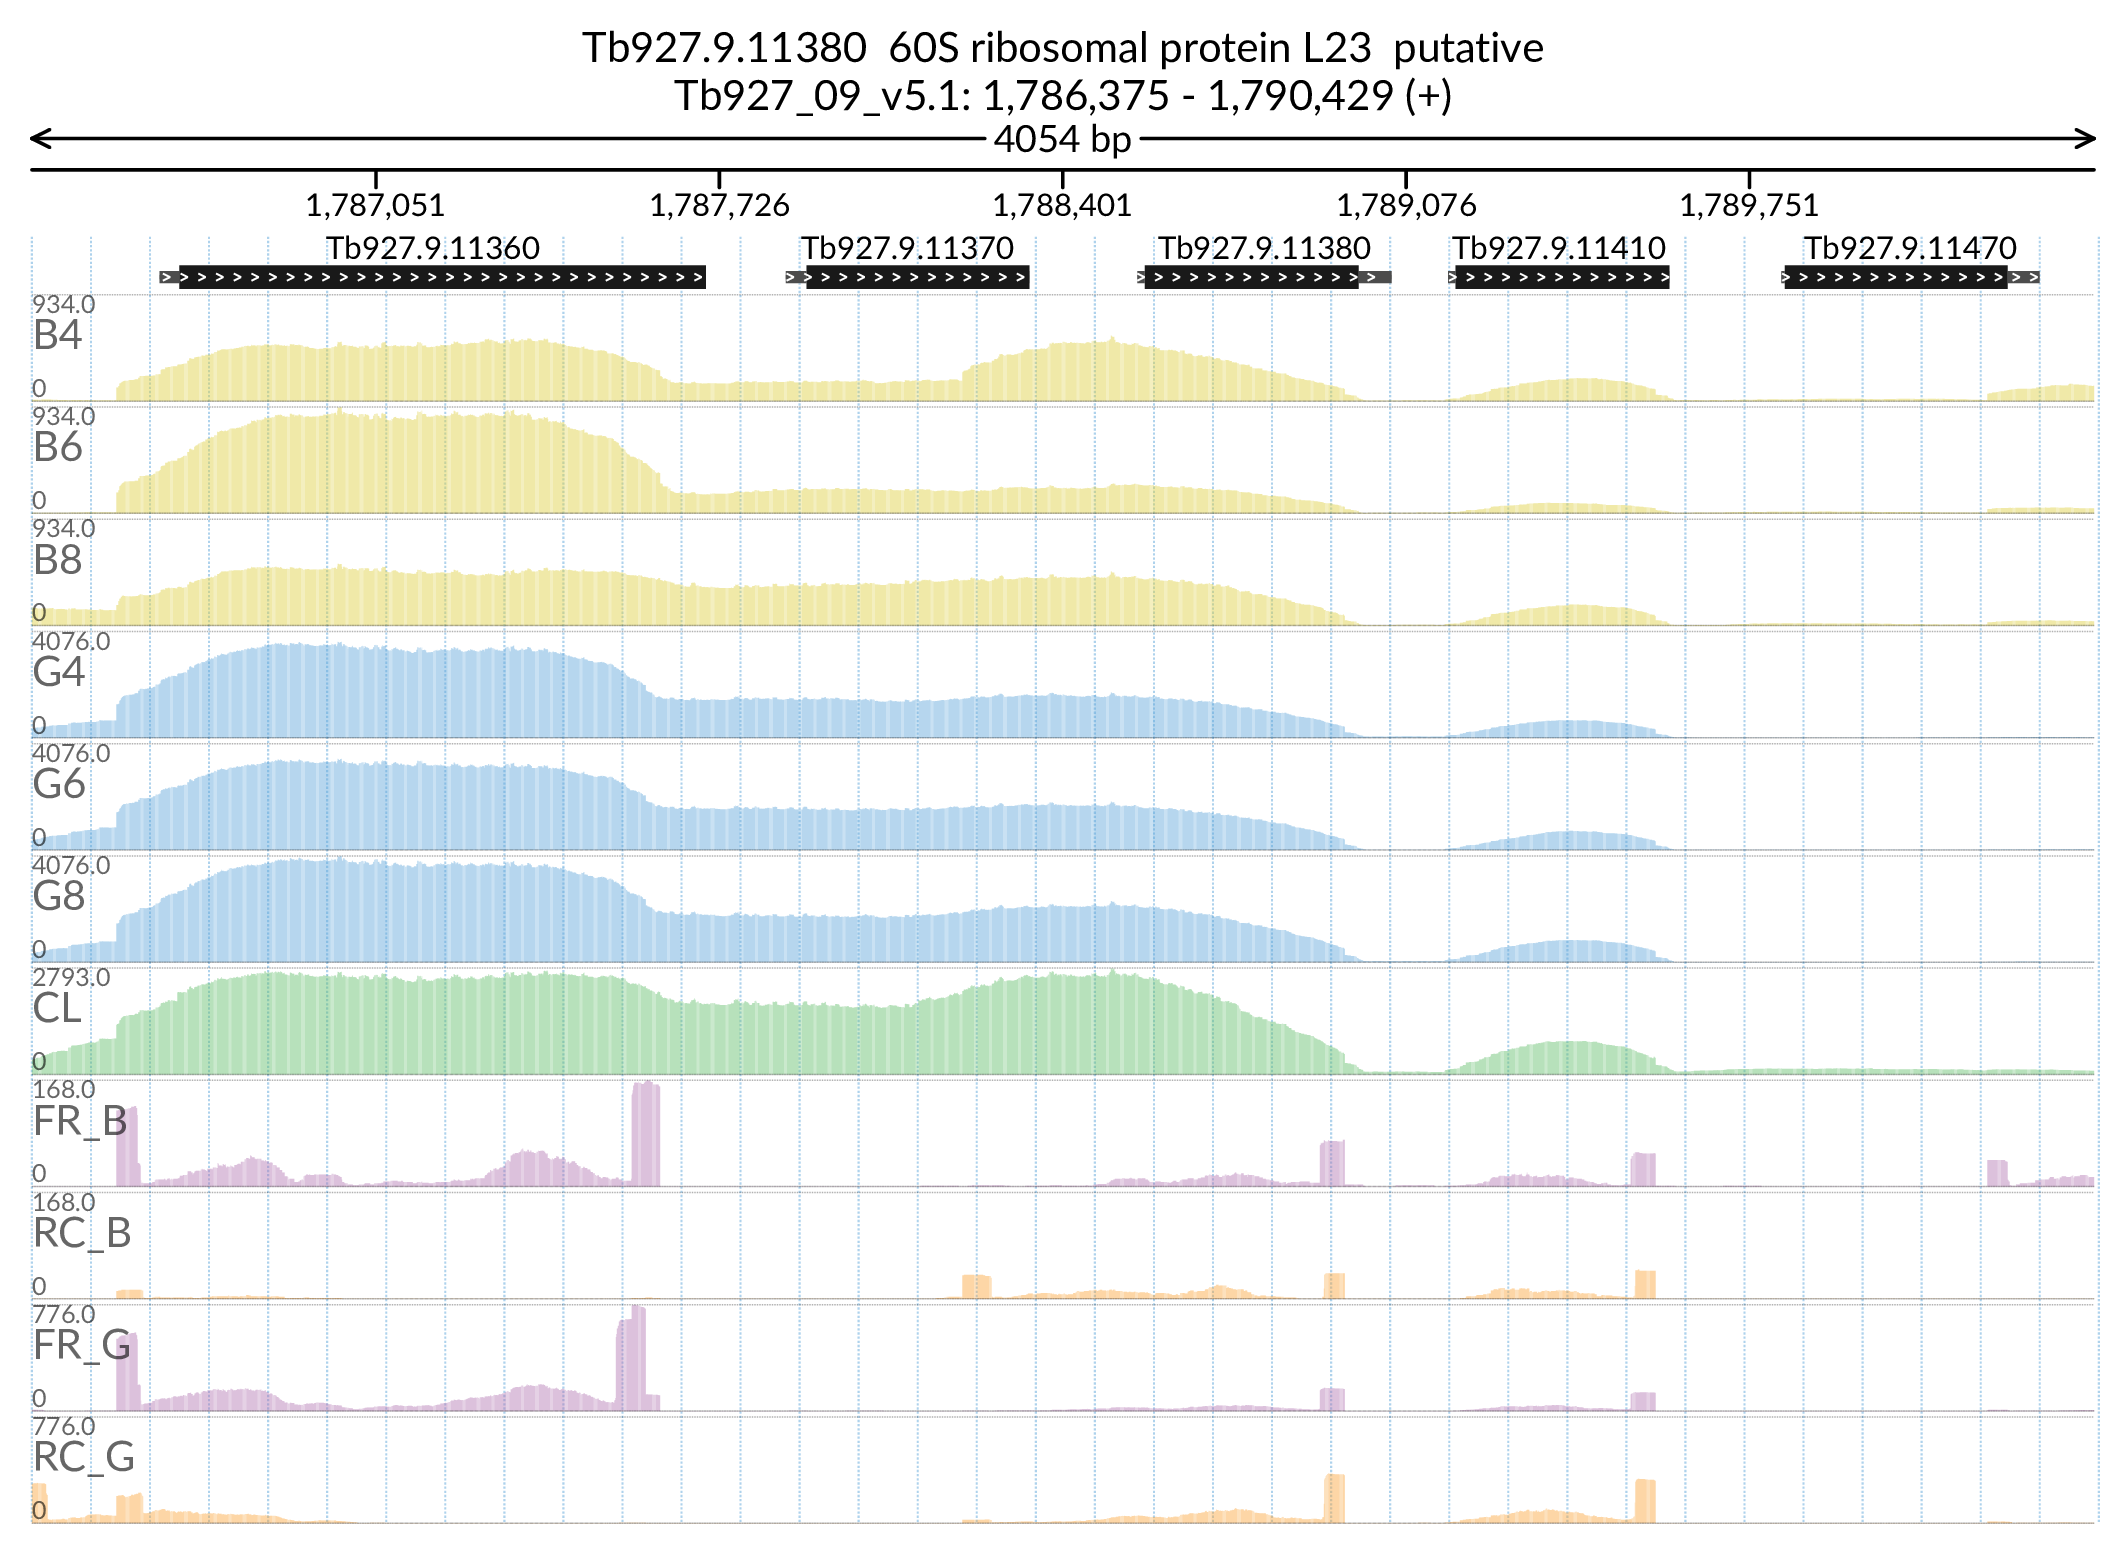 Tb927.9.11380  60S ribosomal protein L23  putative
Tb927_09_v5.1: 1,786,375 - 1,790,429 (+)
4054 bp
1,787,051 1,787,726 1,788,401 1,789,076 1,789,751
Tb927.9.11360 Tb927.9.11370 Tb927.9.11380 Tb927.9.11410 Tb927.9.11470
934.0
B4
0
934.0
B6
0
934.0
B8
0
4076.0
G4
0
4076.0
G6
0
4076.0
G8
0
2793.0
CL
0
168.0
FR_B
0
168.0
RC_B
0
776.0
FR_G
0
776.0
RC_G
0